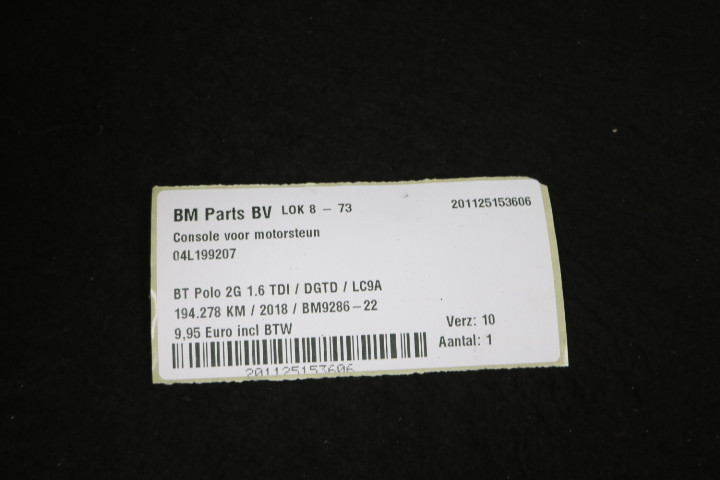 BM Parts BV LOK 8 - 73 201125153606
Console voor motorsteun
04L199207
BT Polo 2G 1.6 TDI / DGTD / LC9A
194.278 KM / 2018 / BM9286-22
9,95 Euro incl BTW
Verz: 10
Aantal: 1
201125153606